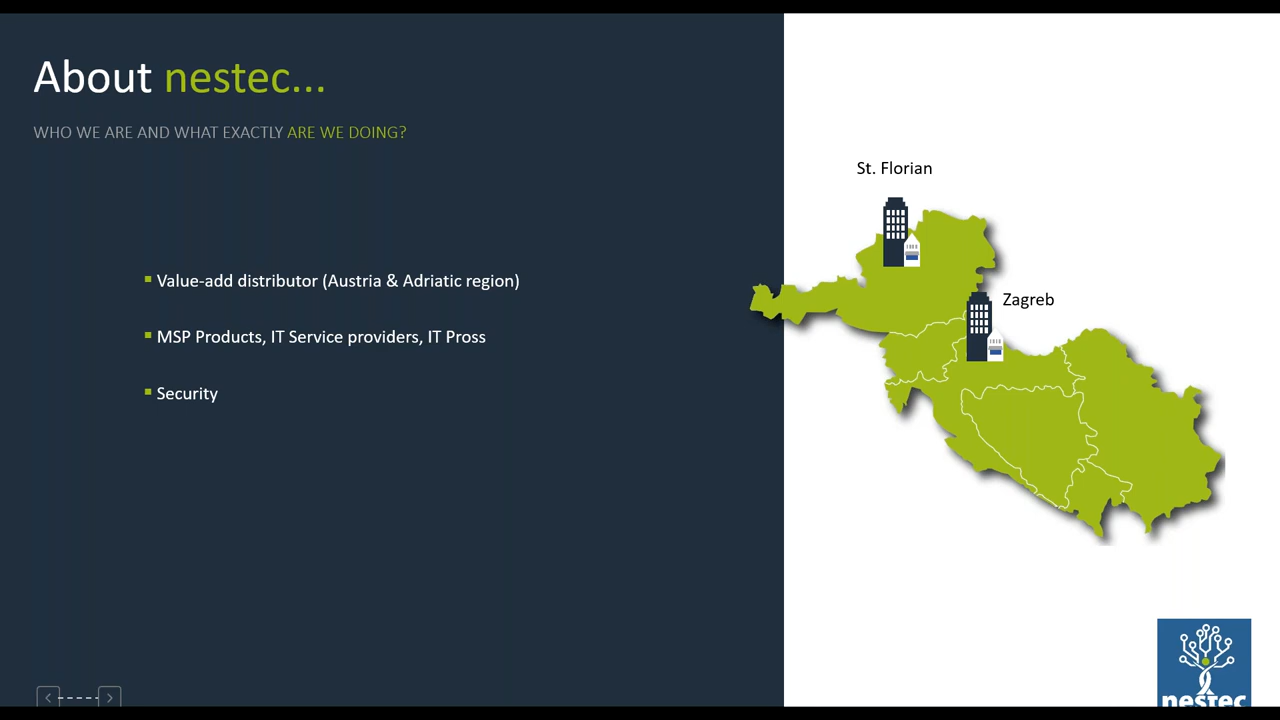 About nestec...
WHO WE ARE AND WHAT EXACTLY ARE WE DOING?
Value-add distributor (Austria & Adriatic region)
MSP Products, IT Service providers, IT Pross
Security
St. Florian
Zagreb
nestec